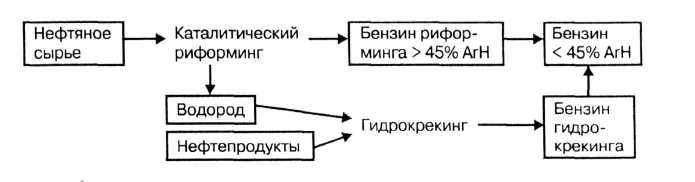 Нефтяное
сырье
Каталитический
риформинг
Бензин рифор-
минга > 45% ArH
Бензин
< 45% ArH
Водород
Нефтепродукты
Гидрокрекинг
Бензин
гидро-
крекинга